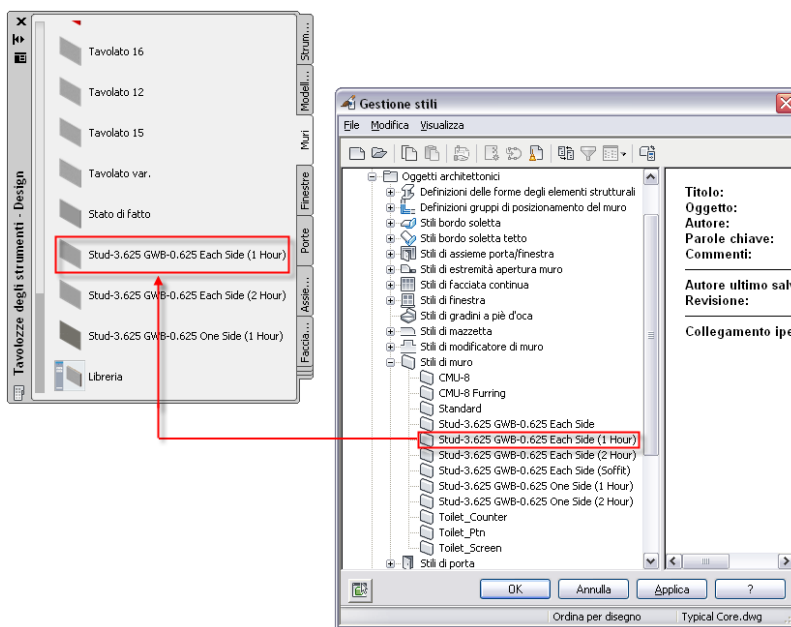 Tavolato 16
Tavolato 12
Tavolato 15
Tavolato var.
Stato di fatto
Stud-3.625 GWB-0.625 Each Side (1 Hour)
Stud-3.625 GWB-0.625 Each Side (2 Hour)
Stud-3.625 GWB-0.625 One Side (1 Hour)
Libreria
Tavolozze degli strumenti - Design
Strum...
Modell...
Muri
Finestre
Porte
Assie...
Faccia...
Gestione stili
File Modifica Visualizza
Oggetti architettonici
Definizioni delle forme degli elementi strutturali
Definizioni gruppi di posizionamento del muro
Stili bordo soletta
Stili bordo soletta tetto
Stili di assieme porta/finestra
Stili di estremità apertura muro
Stili di facciata continua
Stili di finestra
Stili di gradini a piè d'oca
Stili di mazzetta
Stili di modificatore di muro
Stili di muro
CMU-8
CMU-8 Furring
Standard
Stud-3.625 GWB-0.625 Each Side
Stud-3.625 GWB-0.625 Each Side (1 Hour)
Stud-3.625 GWB-0.625 Each Side (2 Hour)
Stud-3.625 GWB-0.625 Each Side (Soffit)
Stud-3.625 GWB-0.625 One Side (1 Hour)
Stud-3.625 GWB-0.625 One Side (2 Hour)
Toilet_Counter
Toilet_Ptn
Toilet_Screen
Stili di porta
Titolo:
Oggetto:
Autore:
Parole chiave:
Commenti:
Autore ultimo salv
Revisione:
Collegamento ipe
OK Annulla Applica ?
Ordina per disegno Typical Core.dwg